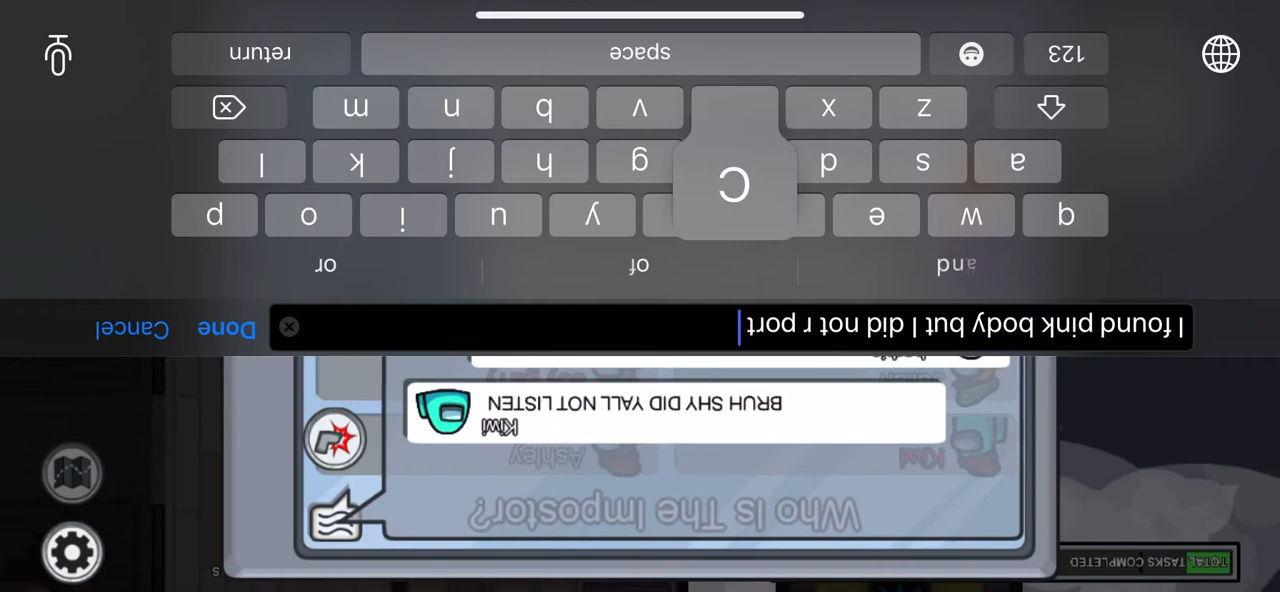 TOTAL TASKS COMPLETED
s
Who Is The Impostor?
Kiwi
Ashley
Kiwi
BRUH SHY DID YALL NOT LISTEN
I found pink body but I did not r port
Done
Cancel
and
of
or
q
w
e
y
u
i
o
p
a
s
d
g
h
j
k
l
z
x
C
v
b
n
m
123
space
return